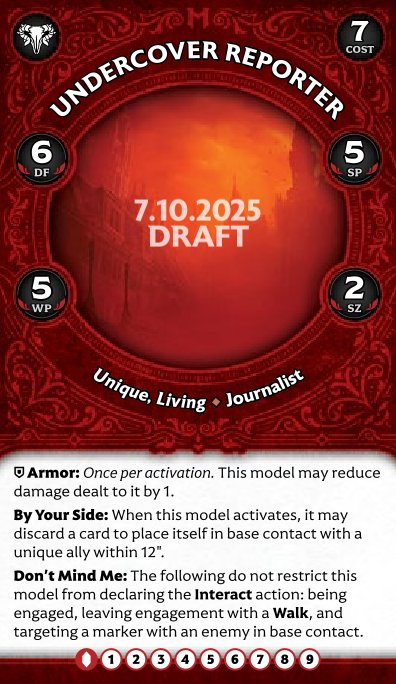 7
COST
UNDERCOVER REPORTER
6
DF
5
SP
7.10.2025
DRAFT
5
WP
2
SZ
Unique, Living ◆ Journalist
Armor: Once per activation. This model may reduce
damage dealt to it by 1.
By Your Side: When this model activates, it may
discard a card to place itself in base contact with a
unique ally within 12".
Don't Mind Me: The following do not restrict this
model from declaring the Interact action: being
engaged, leaving engagement with a Walk, and
targeting a marker with an enemy in base contact.
1 2 3 4 5 6 7 8 9